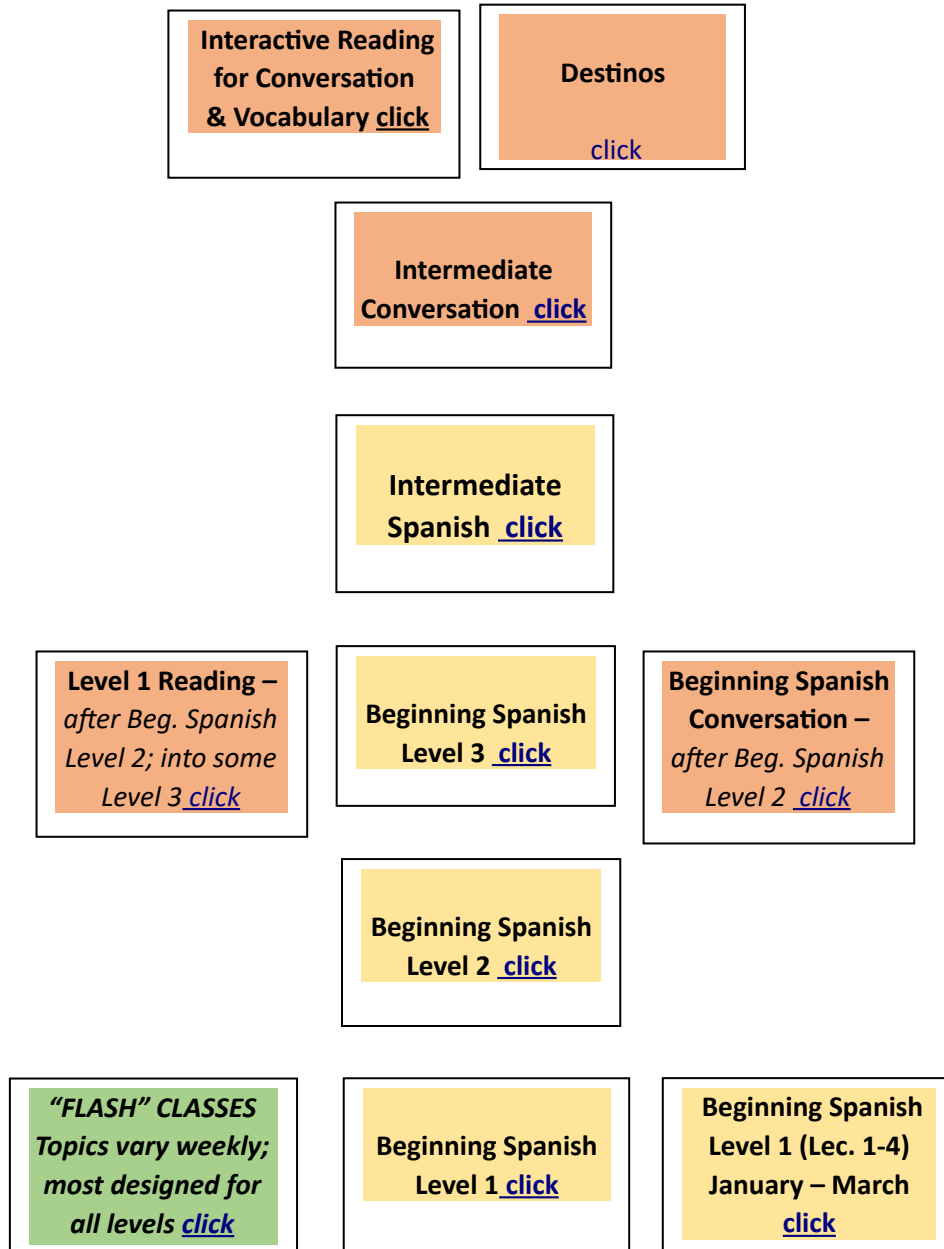 Interactive Reading
for Conversation
& Vocabulary click
Destinos
click
Intermediate
Conversation click
Intermediate
Spanish click
Level 1 Reading –
after Beg. Spanish
Level 2; into some
Level 3 click
Beginning Spanish
Level 3 click
Beginning Spanish
Conversation –
after Beg. Spanish
Level 2 click
Beginning Spanish
Level 2 click
“FLASH” CLASSES
Topics vary weekly;
most designed for
all levels click
Beginning Spanish
Level 1 click
Beginning Spanish
Level 1 (Lec. 1-4)
January – March
click